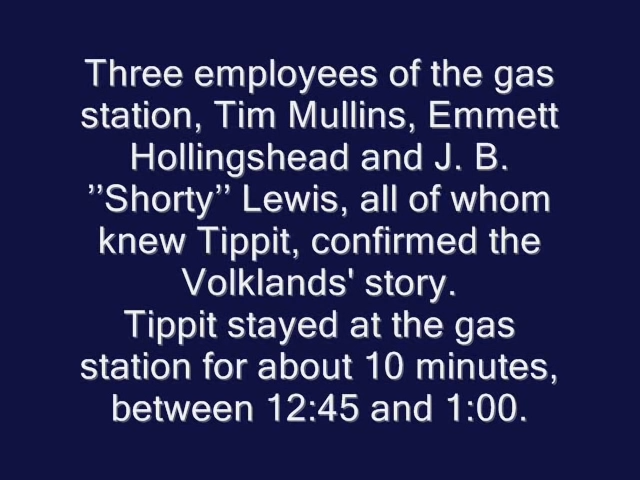 Three employees of the gas
station, Tim Mullins, Emmett
Hollingshead and J. B.
’’Shorty’’ Lewis, all of whom
knew Tippit, confirmed the
Volklands' story.
Tippit stayed at the gas
station for about 10 minutes,
between 12:45 and 1:00.